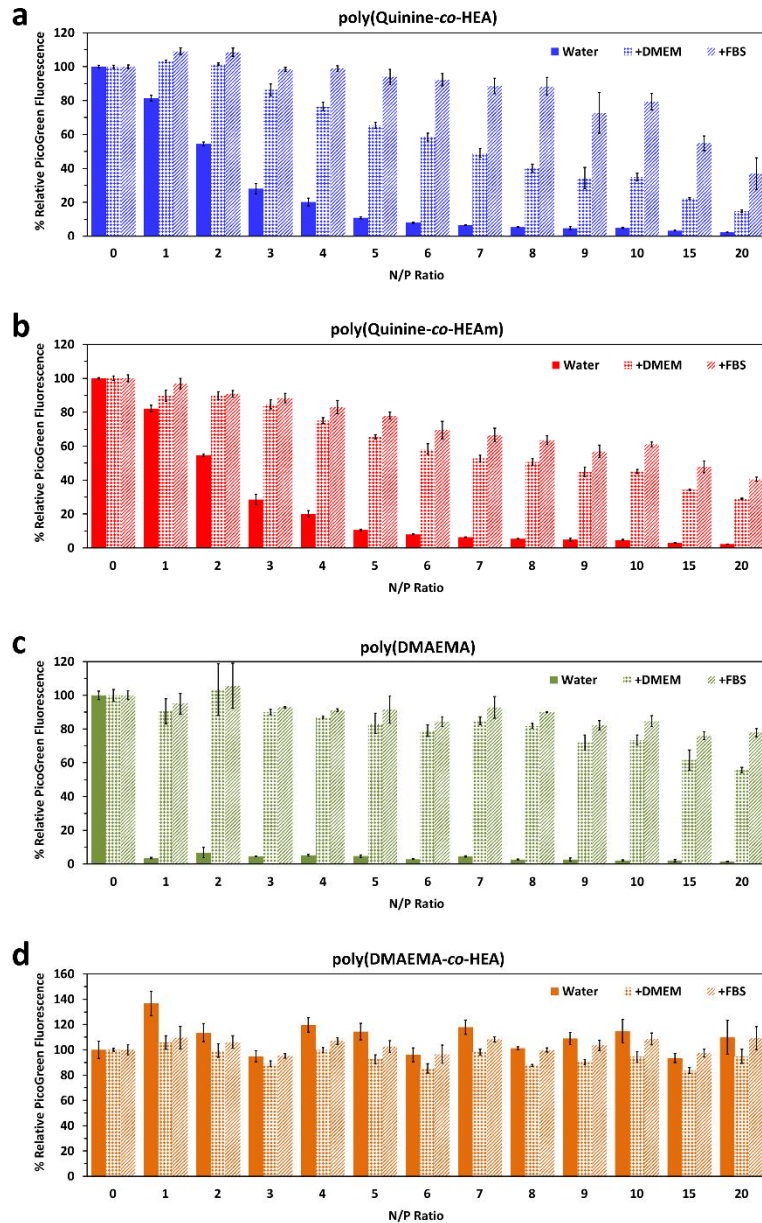 a
poly(Quinine-co-HEA)
% Relative PicoGreen Fluorescence
120
100
80
60
40
20
0
Water +DMEM +FBS
0 1 2 3 4 5 6 7 8 9 10 15 20
N/P Ratio
b
poly(Quinine-co-HEAm)
% Relative PicoGreen Fluorescence
120
100
80
60
40
20
0
Water +DMEM +FBS
0 1 2 3 4 5 6 7 8 9 10 15 20
N/P Ratio
c
poly(DMAEMA)
% Relative PicoGreen Fluorescence
120
100
80
60
40
20
0
Water +DMEM +FBS
0 1 2 3 4 5 6 7 8 9 10 15 20
N/P Ratio
d
poly(DMAEMA-co-HEA)
% Relative PicoGreen Fluorescence
160
140
120
100
80
60
40
20
0
Water +DMEM +FBS
0 1 2 3 4 5 6 7 8 9 10 15 20
N/P Ratio